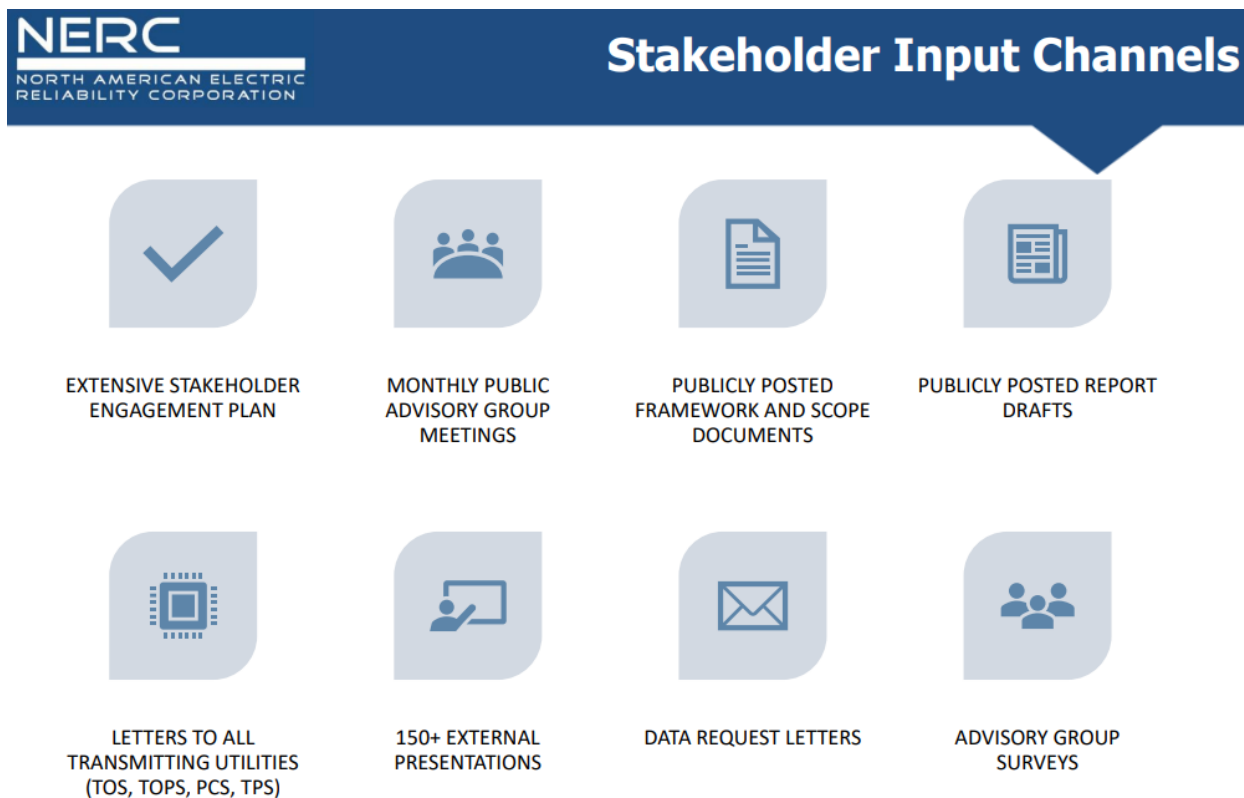 NERC
NORTH AMERICAN ELECTRIC
RELIABILITY CORPORATION
Stakeholder Input Channels
EXTENSIVE STAKEHOLDER
ENGAGEMENT PLAN
MONTHLY PUBLIC
ADVISORY GROUP
MEETINGS
PUBLICLY POSTED
FRAMEWORK AND SCOPE
DOCUMENTS
PUBLICLY POSTED REPORT
DRAFTS
LETTERS TO ALL
TRANSMITTING UTILITIES
(TOS, TOPS, PCS, TPS)
150+ EXTERNAL
PRESENTATIONS
DATA REQUEST LETTERS
ADVISORY GROUP
SURVEYS